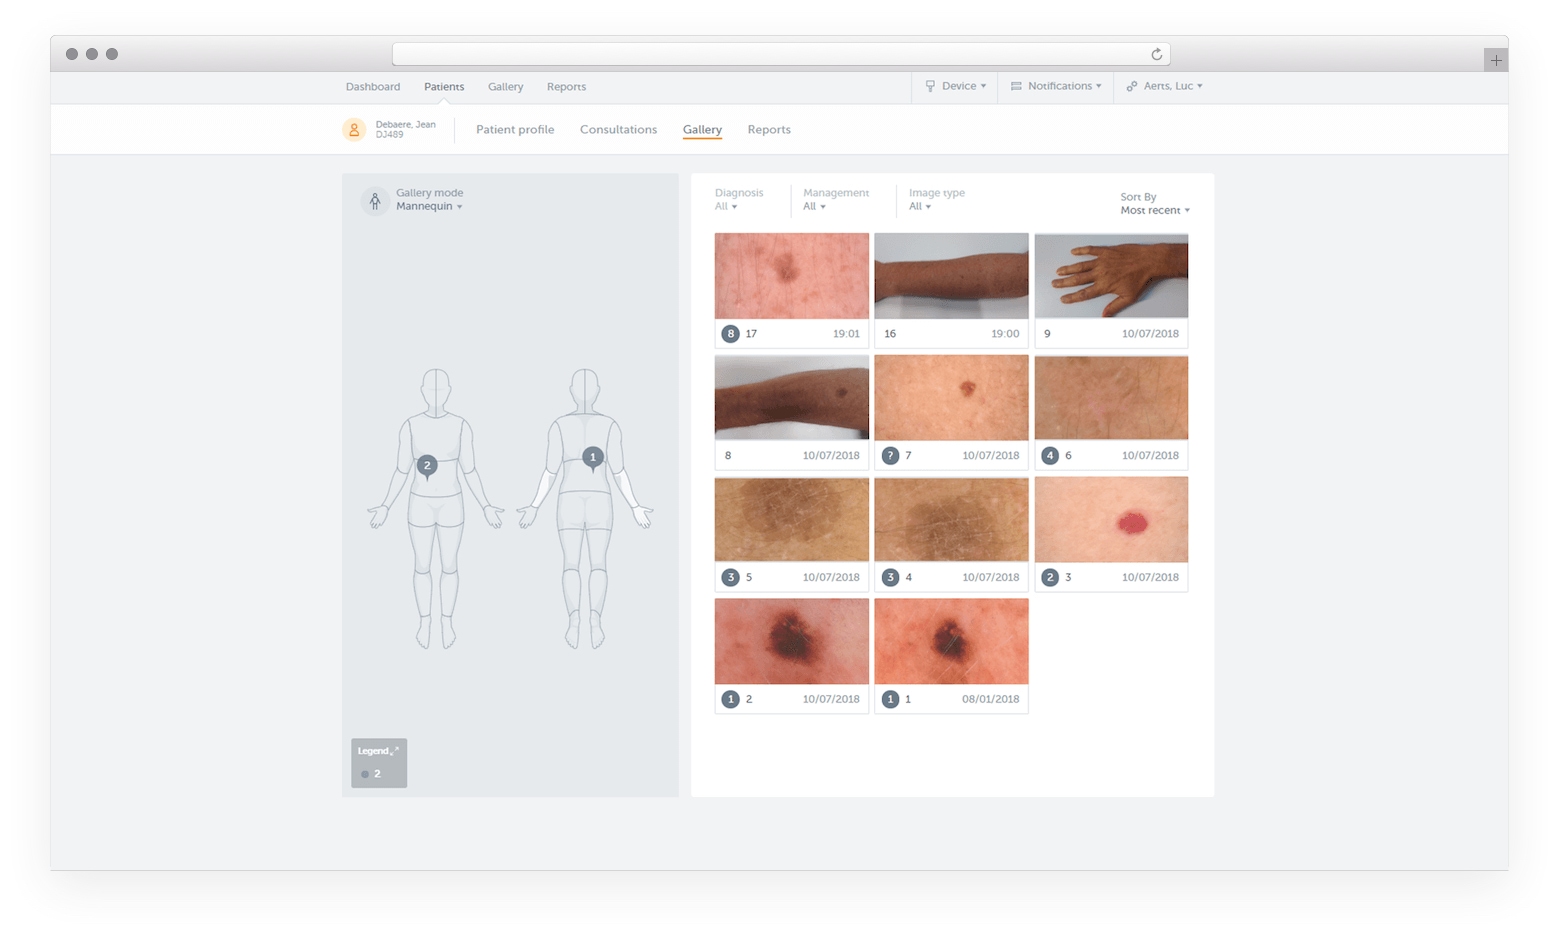 Dashboard Patients Gallery Reports Device Notifications Aerts, Luc
Debaere, Jean
DJ489
Patient profile Consultations Gallery Reports
Gallery mode
Mannequin
2
1
Legend
2
Diagnosis
All
Management
All
Image type
All
Sort By
Most recent
8 17 19:01
16 19:00
9 10/07/2018
8 10/07/2018
? 7 10/07/2018
4 6 10/07/2018
3 5 10/07/2018
3 4 10/07/2018
2 3 10/07/2018
1 2 10/07/2018
1 1 08/01/2018